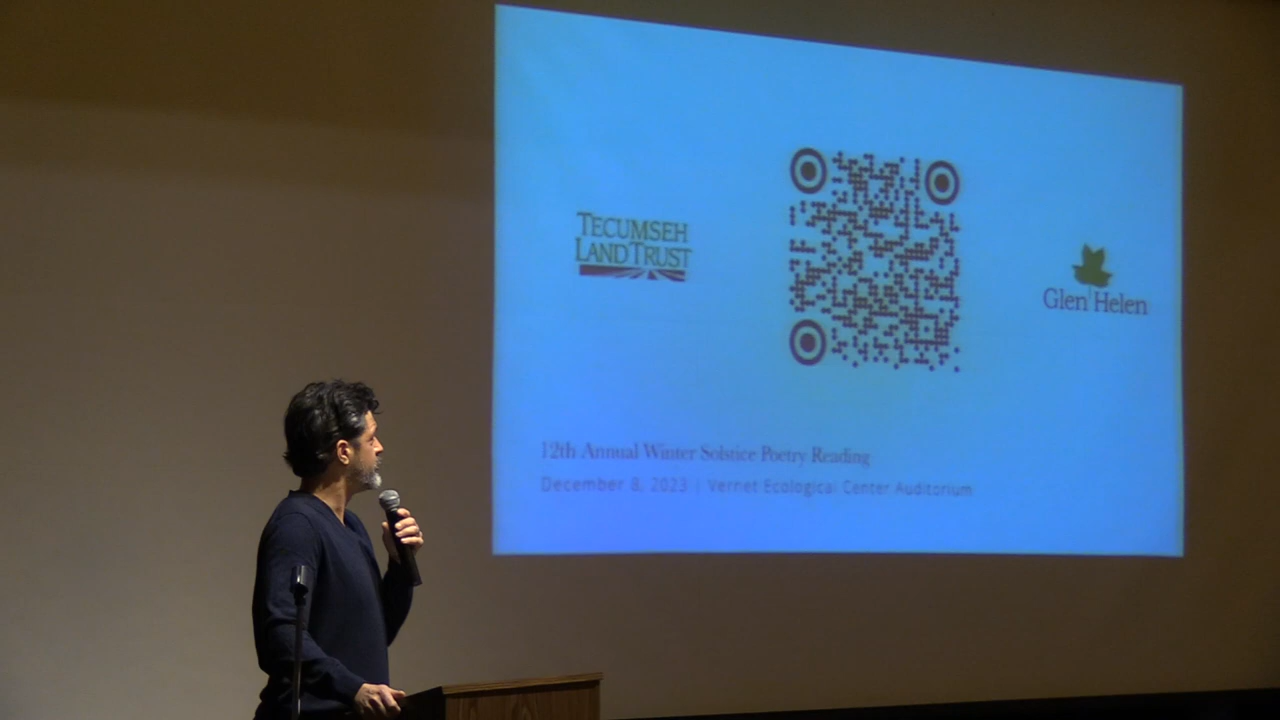 TECUMSEH
LAND TRUST
Glen Helen
12th Annual Winter Solstice Poetry Reading
December 8, 2023 | Vernet Ecological Center Auditorium